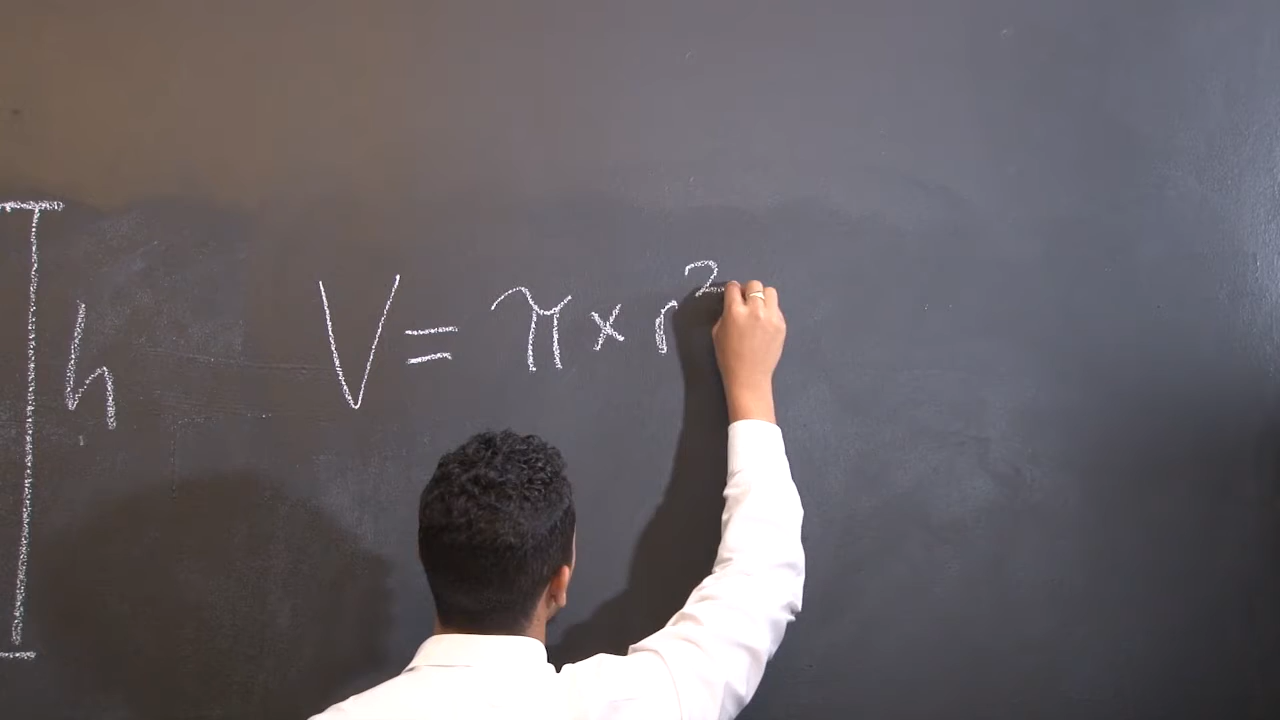 h
V = π × r²